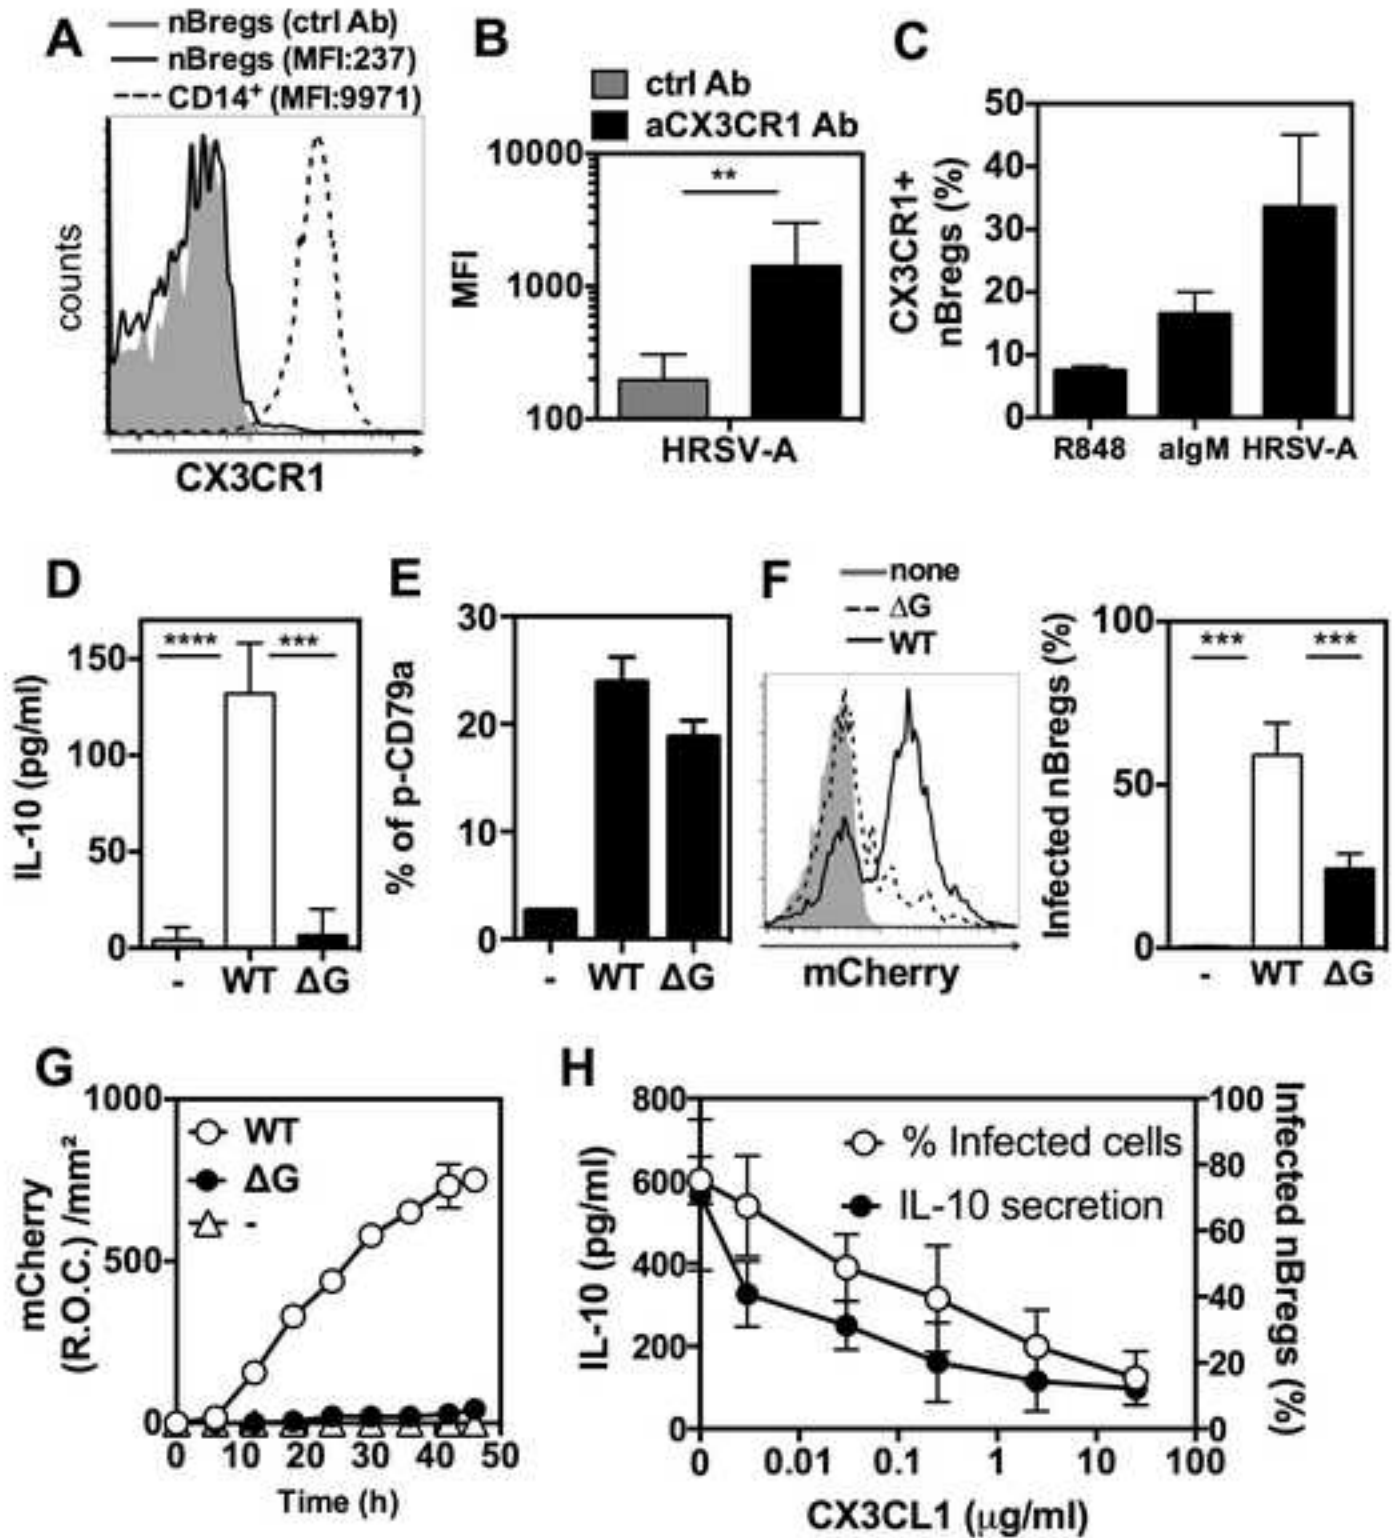 A
nBregs (ctrl Ab)
nBregs (MFI:237)
CD14⁺ (MFI:9971)
counts
CX3CR1
B
ctrl Ab
aCX3CR1 Ab
MFI
10000
1000
100
**
HRSV-A
C
CX3CR1+
nBregs (%)
50
40
30
20
10
0
R848 aIgM HRSV-A
D
IL-10 (pg/ml)
150
100
50
0
**** ***
- WT ΔG
E
% of p-CD79a
30
20
10
0
- WT ΔG
F
none
ΔG
WT
mCherry
Infected nBregs (%)
100
50
0
*** ***
- WT ΔG
G
mCherry
(R.O.C.) /mm²
1000
500
0
WT
ΔG
-
0 10 20 30 40 50
Time (h)
H
IL-10 (pg/ml)
800
600
400
200
0
% Infected cells
IL-10 secretion
100
80
60
40
20
0
Infected nBregs (%)
0 0.01 0.1 1 10 100
CX3CL1 (μg/ml)